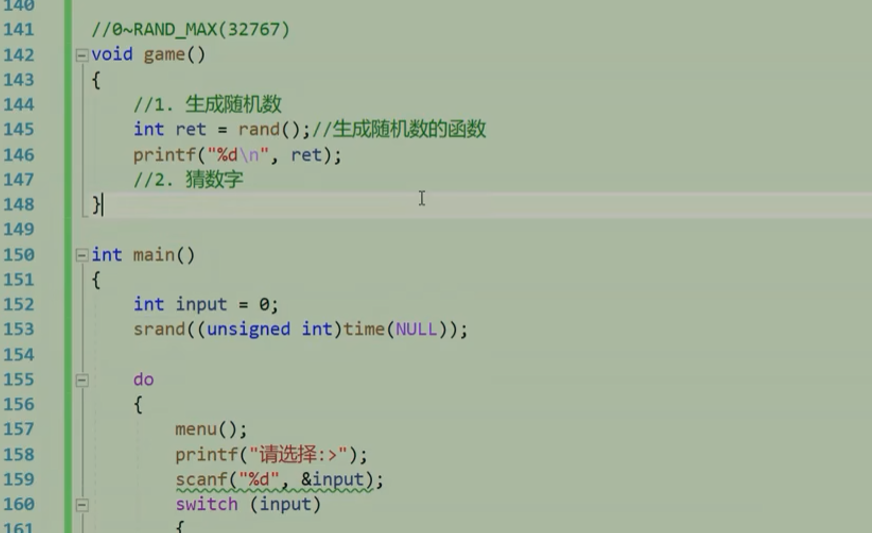 140
141 //0~RAND_MAX(32767)
142 void game()
143 {
144 //1. 生成随机数
145 int ret = rand();//生成随机数的函数
146 printf("%d\n", ret);
147 //2. 猜数字
148 }
149
150 int main()
151 {
152 int input = 0;
153 srand((unsigned int)time(NULL));
154
155 do
156 {
157 menu();
158 printf("请选择:>");
159 scanf("%d", &input);
160 switch (input)
161 {